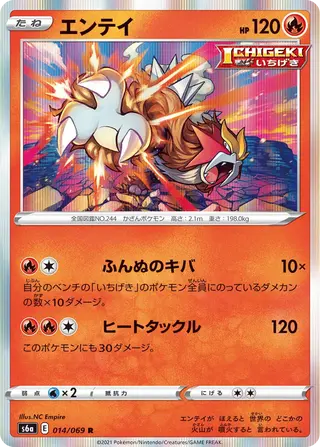 たね エンテイ HP 120
ICHIGEKI
いちげき
全国図鑑NO.244 かざんポケモン 高さ:2.1m 重さ:198.0kg
ふんぬのキバ 10×
自分のベンチの「いちげき」のポケモン全員にのっているダメカンの数×10ダメージ。
ヒートタックル 120
このポケモンにも30ダメージ。
弱点 ×2 抵抗力 にげる
Illus.NC Empire
S6a E 014/069 R
エンテイが ほえると 世界の どこかの
火山が 噴火すると 言われている。
©2021 Pokémon/Nintendo/Creatures/GAME FREAK.